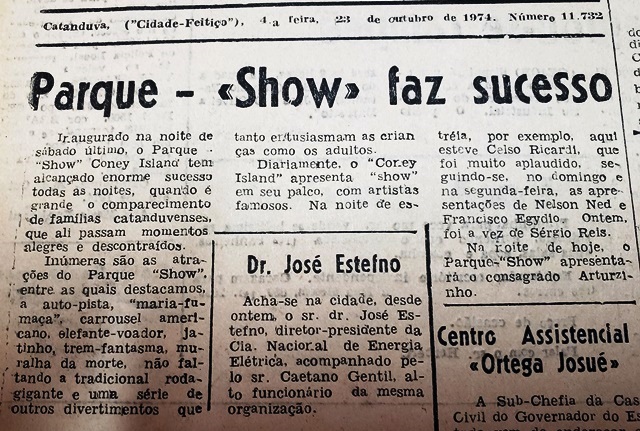 Catanduva, ("Cidade-Feitiço"), 4.a feira, 23 de outubro de 1974. Número 11.732
Parque - «Show» faz sucesso
Inaugurado na noite de
sábado último, o Parque -
"Show" Coney Island tem
alcançado enorme sucesso
todas as noites, quando é
grande o comparecimento
de famílias catanduvenses,
que ali passam momentos
alegres e descontraídos.
Inúmeras são as atra-
ções do Parque "Show",
entre as quais destacamos,
a auto-pista, "maria-fu-
maça", carrousel ameri-
cano, elefante-voador, ja-
tinho, trem-fantasma, mu-
ralha da morte, não fal-
tando a tradicional roda-
gigante e uma série de
outros divertimentos que
tanto entusiasmam as crian
ças como os adultos.
Diariamente, o "Coney
Island" apresenta "show"
em seu palco, com artistas
famosos. Na noite de es-
tréia, por exemplo, aqui
esteve Celso Ricardi, que
foi muito aplaudido, se-
guindo-se, no domingo e
na segunda-feira, as apre-
sentações de Nelson Ned e
Francisco Egydio. Ontem,
foi a vez de Sérgio Reis.
Na noite de hoje, o
Parque-"Show" apresenta-
rá o consagrado Arturzi-
nho.
Dr. José Estefno
Acha-se na cidade, desde
ontem, o sr. dr. José Es-
tefno, diretor-presidente da
Cia. Nacional de Energia
Elétrica, acompanhado pe-
lo sr. Caetano Gentil, al-
to funcionário da mesma
organização.
Centro Assistencial
«Ortega Josué»
A Sub-Chefia da Cas
Civil do Governador do Es